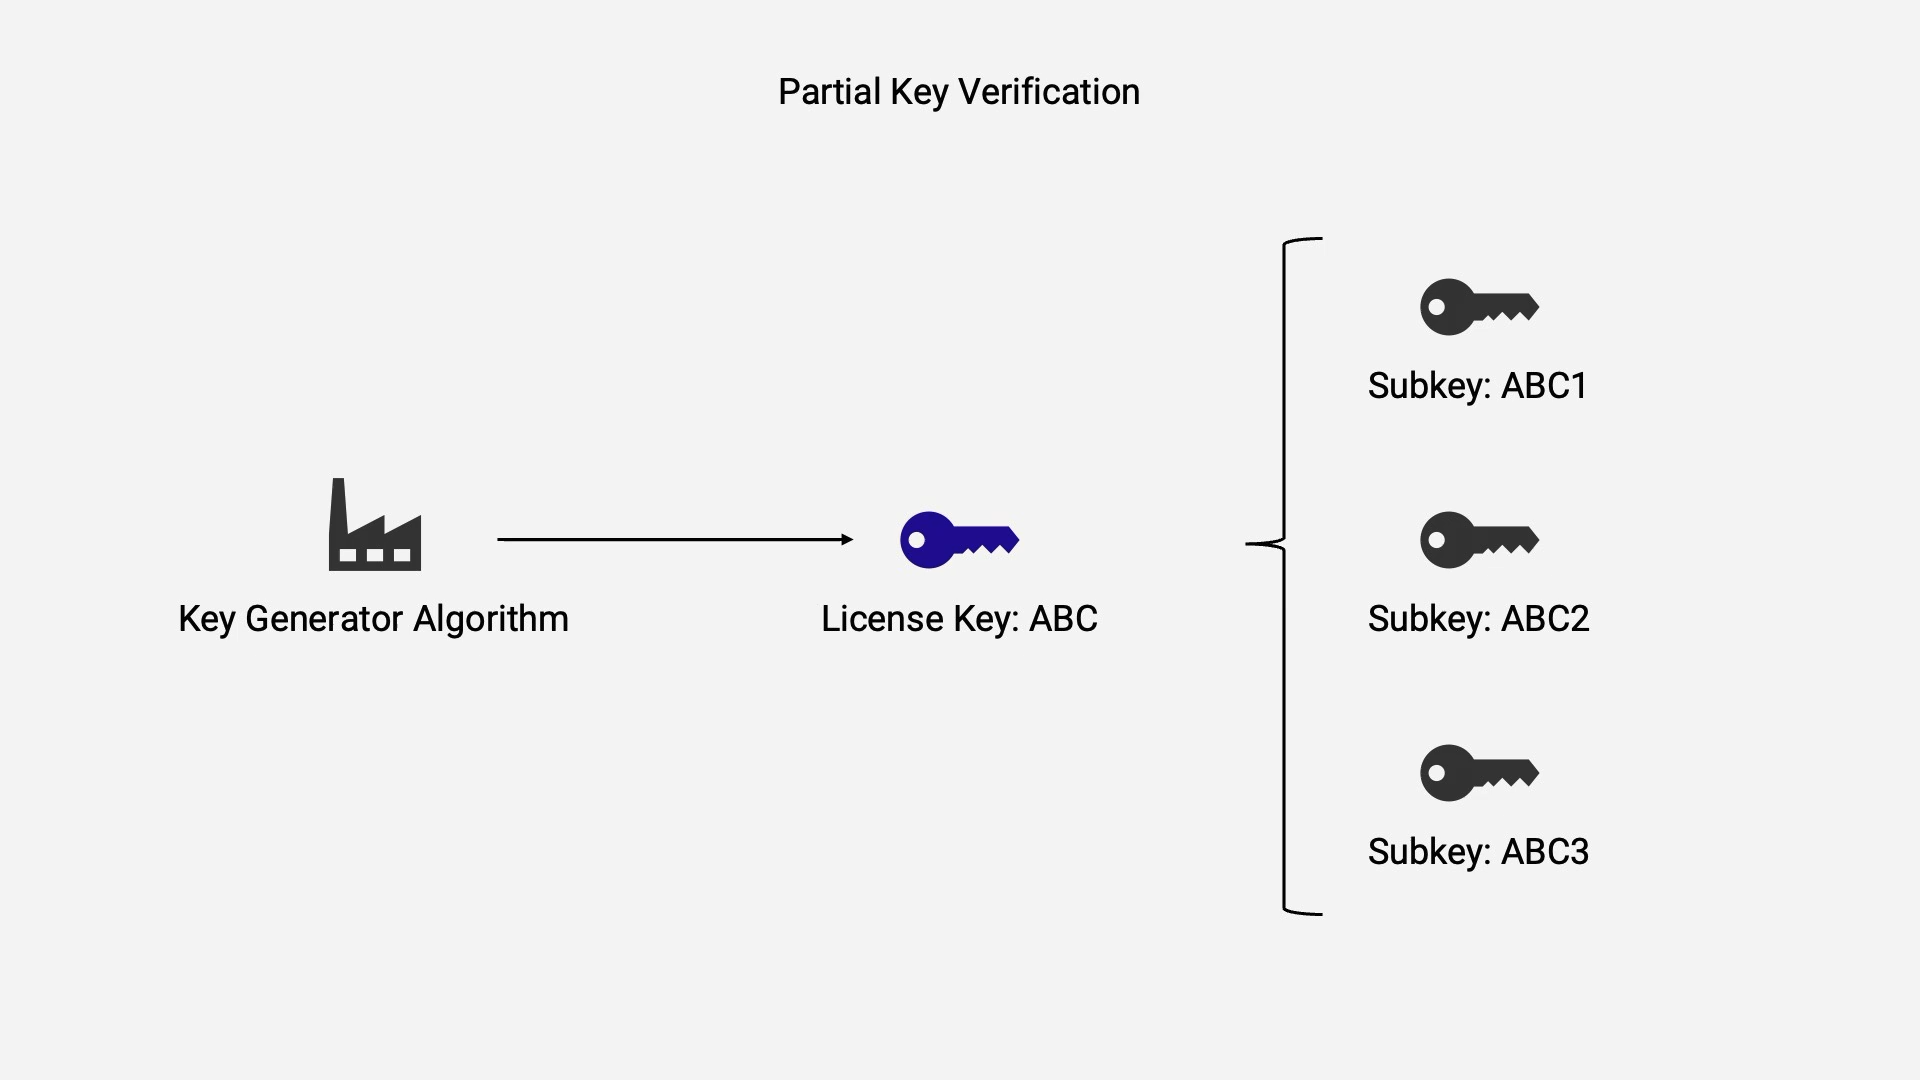 Partial Key Verification
Key Generator Algorithm
License Key: ABC
Subkey: ABC1
Subkey: ABC2
Subkey: ABC3